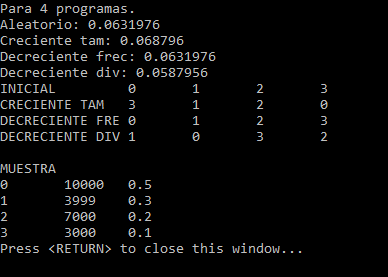 Para 4 programas.
Aleatorio: 0.0631976
Creciente tam: 0.068796
Decreciente frec: 0.0631976
Decreciente div: 0.0587956
INICIAL 0 1 2 3
CRECIENTE TAM 3 1 2 0
DECRECIENTE FRE 0 1 2 3
DECRECIENTE DIV 1 0 3 2
MUESTRA
0 10000 0.5
1 3999 0.3
2 7000 0.2
3 3000 0.1
Press <RETURN> to close this window...